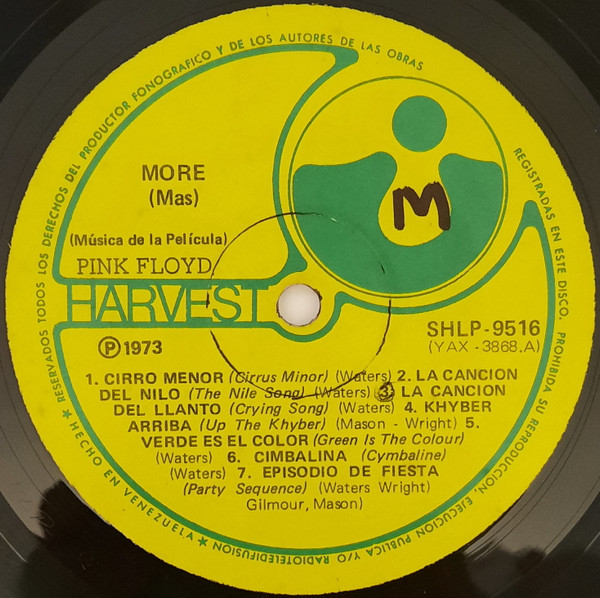 RESERVADOS TODOS LOS DERECHOS DEL PRODUCTOR FONOGRAFICO Y DE LOS AUTORES DE LAS OBRAS
REGISTRADAS EN ESTE DISCO. PROHIBIDA SU REPRODUCCION, EJECUCION PUBLICA Y/O RADIOTELEDIFUSION
★ HECHO EN VENEZUELA ★
MORE
(Mas)
M
(Música de la Película)
PINK FLOYD
HARVEST
Ⓟ 1973
SHLP-9516
(YAX - 3868.A)
1. CIRRO MENOR (Cirrus Minor) (Waters) 2. LA CANCION
DEL NILO (The Nile Song) (Waters) 3. LA CANCION
DEL LLANTO (Crying Song) (Waters) 4. KHYBER
ARRIBA (Up The Khyber) (Mason - Wright) 5.
VERDE ES EL COLOR (Green Is The Colour)
(Waters) 6. CIMBALINA (Cymbaline)
(Waters) 7. EPISODIO DE FIESTA
(Party Sequence) (Waters Wright)
Gilmour, Mason)